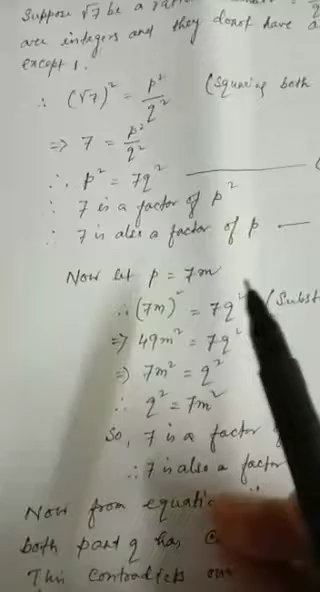 Suppose √7 be a
are integers and they donot have a
except 1.
∴ (√7)² = p²/q² (Squaring both
=> 7 = p²/q²
∴ p² = 7q² (
∴ 7 is a factor of p²
∴ 7 is also a factor of p
Now let p = 7m
∴ (7m)² = 7q² (Subst
=> 49m² = 7q²
=> 7m² = q²
∴ q² = 7m²
So, 7 is a factor
∴ 7 is also a factor
Now from equatio
both p and q has
This contradicts our